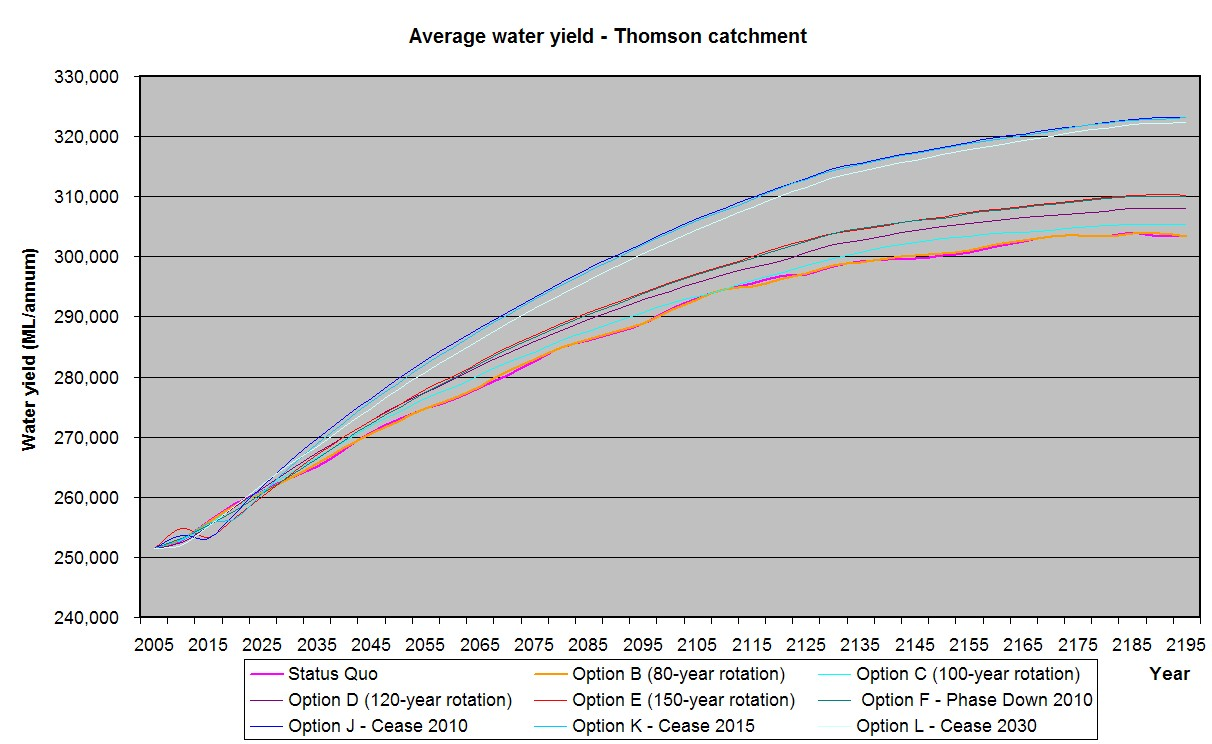 Average water yield - Thomson catchment
330,000
320,000
310,000
300,000
290,000
280,000
270,000
260,000
250,000
240,000
Water yield (ML/annum)
2005 2015 2025 2035 2045 2055 2065 2075 2085 2095 2105 2115 2125 2135 2145 2155 2165 2175 2185 2195
Year
Status Quo Option B (80-year rotation) Option C (100-year rotation)
Option D (120-year rotation) Option E (150-year rotation) Option F - Phase Down 2010
Option J - Cease 2010 Option K - Cease 2015 Option L - Cease 2030